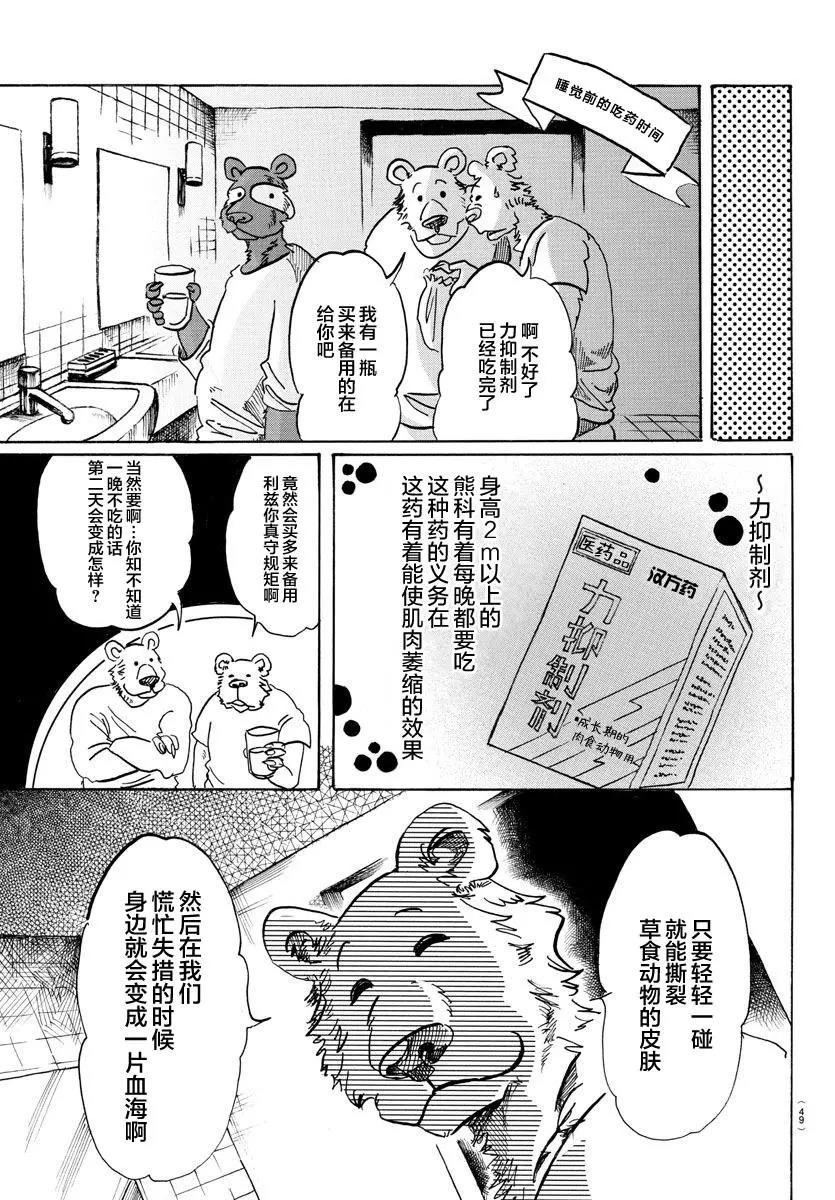 睡觉前的吃药时间
啊 不好了
力抑制剂
已经吃完了
我有一瓶
买来备用的在
给你吧
～力抑制剂～
医药品
汉方药
力抑制剂
成长期的
肉食动物用
身高2m以上的
熊科有着每晚都要吃
这种药的义务在
这药有着能使肌肉萎缩的效果
竟然会买多来备用
利兹你真守规矩啊
当然要啊…你知不知道
一晚不吃的话
第二天会变成怎样？
只要轻轻一碰
就能撕裂
草食动物的皮肤
然后在我们
慌忙失措的时候
身边就会变成一片血海啊
(49)